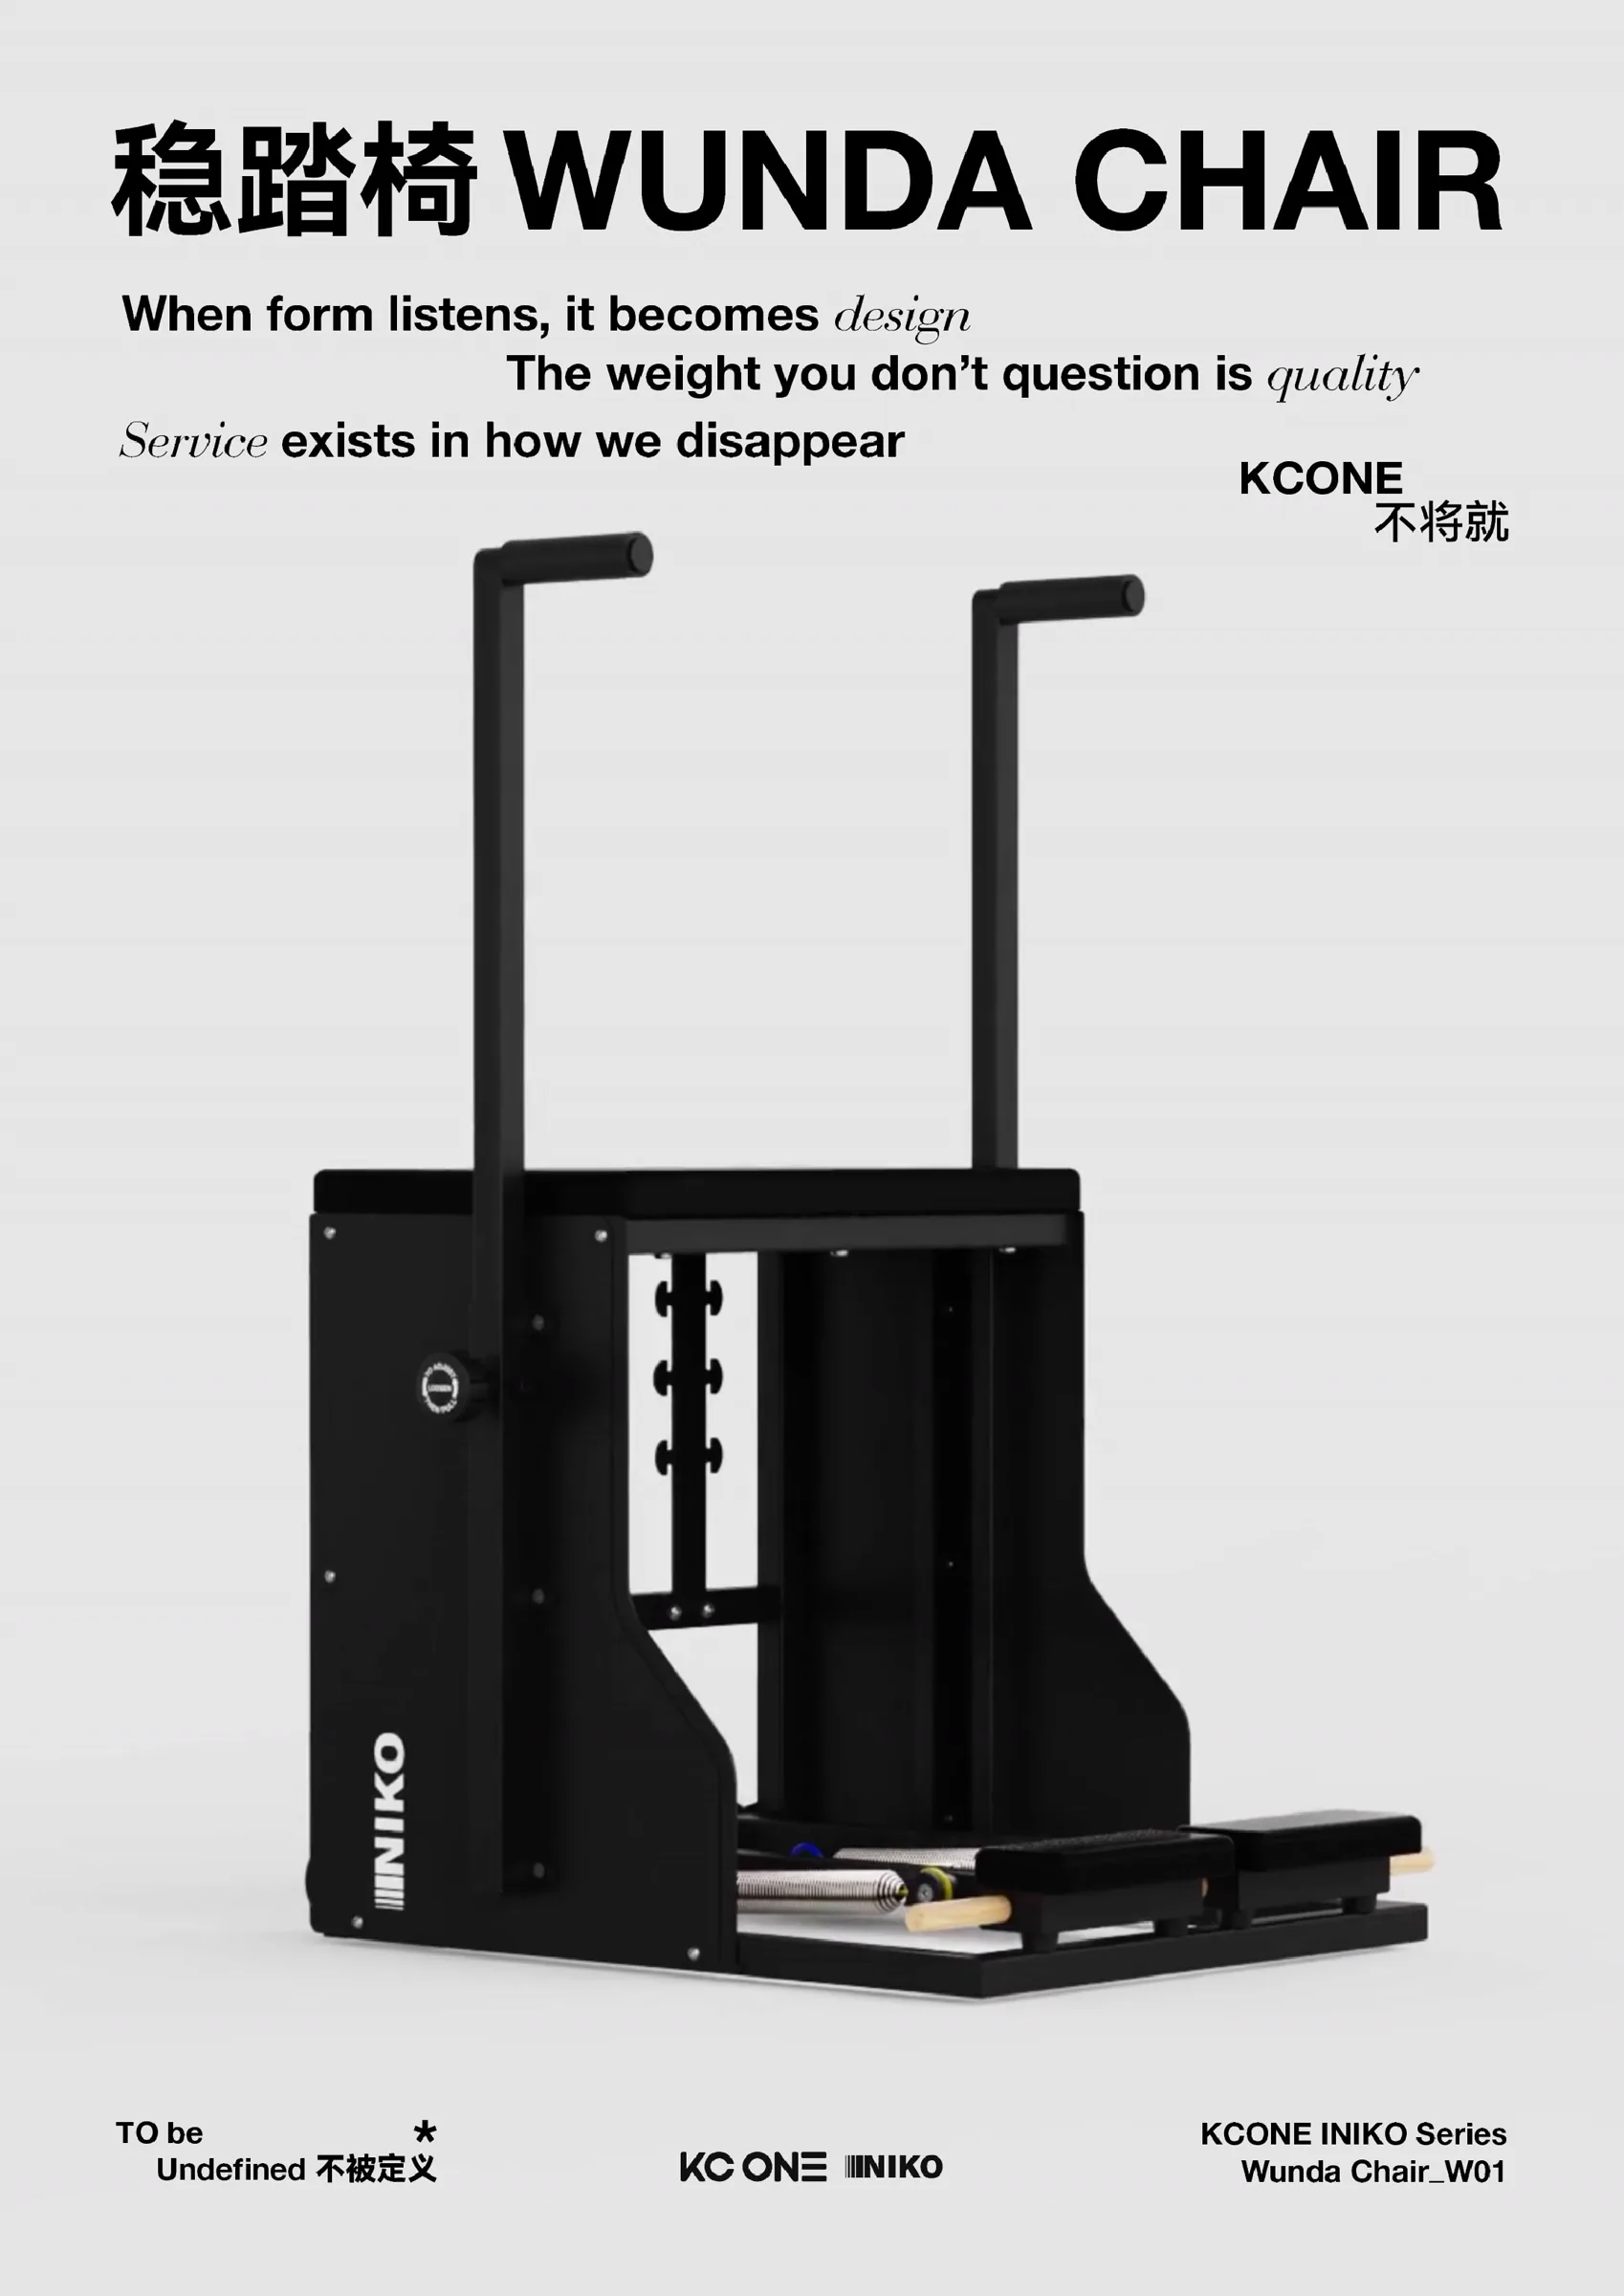 稳踏椅 WUNDA CHAIR
When form listens, it becomes design
The weight you don’t question is quality
Service exists in how we disappear
KCONE
不将就
INIKO
TO be *
Undefined 不被定义
KC ONE INIKO
KCONE INIKO Series
Wunda Chair_W01